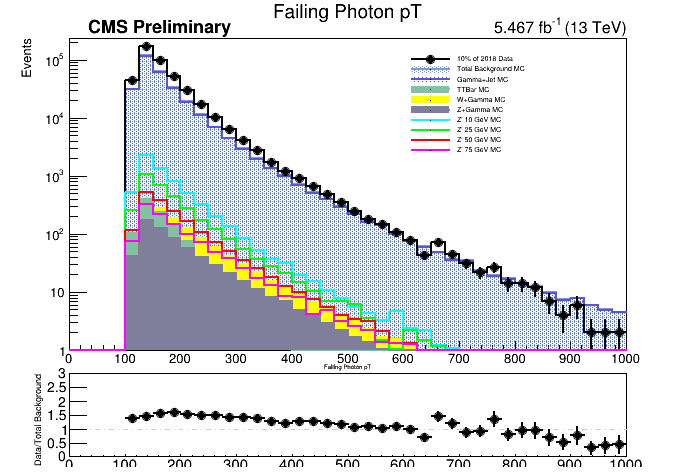 Failing Photon pT
CMS Preliminary
5.467 fb⁻¹ (13 TeV)
Events
10% of 2018 Data
Total Background MC
Gamma+Jet MC
TTBar MC
W+Gamma MC
Z+Gamma MC
Z' 10 GeV MC
Z' 25 GeV MC
Z' 50 GeV MC
Z' 75 GeV MC
10⁵
10⁴
10³
10²
10
1
0 100 200 300 400 500 600 700 800 900 1000
Failing Photon pT
Data/Total Background
3
2.5
2
1.5
1
0.5
0
0 100 200 300 400 500 600 700 800 900 1000